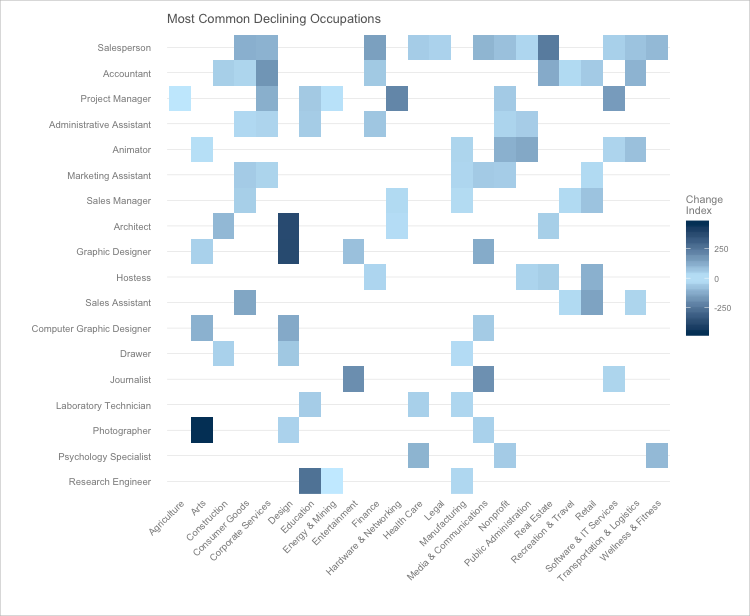 Most Common Declining Occupations
Salesperson
Accountant
Project Manager
Administrative Assistant
Animator
Marketing Assistant
Sales Manager
Architect
Graphic Designer
Hostess
Sales Assistant
Computer Graphic Designer
Drawer
Journalist
Laboratory Technician
Photographer
Psychology Specialist
Research Engineer
Agriculture
Arts
Construction
Consumer Goods
Corporate Services
Design
Education
Energy & Mining
Entertainment
Finance
Hardware & Networking
Health Care
Legal
Manufacturing
Media & Communications
Nonprofit
Public Administration
Real Estate
Recreation & Travel
Retail
Software & IT Services
Transportation & Logistics
Wellness & Fitness
Change
Index
250
0
-250